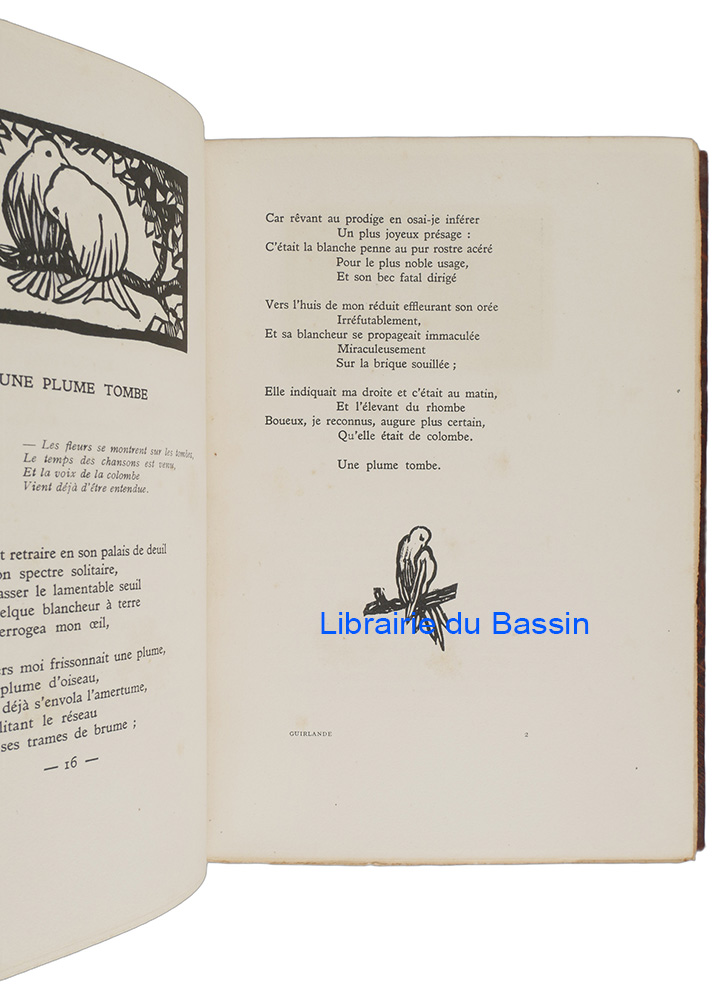 UNE PLUME TOMBE
— Les fleurs se montrent sur les tombes,
Le temps des chansons est venu,
Et la voix de la colombe
Vient déjà d'être entendue.
t retraire en son palais de deuil
on spectre solitaire,
asser le lamentable seuil
elque blancheur à terre
errogea mon œil,
ers moi frissonnait une plume,
plume d'oiseau,
déjà s'envola l'amertume,
litant le réseau
ses trames de brume ;
— 16 —
Car rêvant au prodige en osai-je inférer
Un plus joyeux présage :
C'était la blanche penne au pur rostre acéré
Pour le plus noble usage,
Et son bec fatal dirigé
Vers l'huis de mon réduit effleurant son orée
Irréfutablement,
Et sa blancheur se propageait immaculée
Miraculeusement
Sur la brique souillée ;
Elle indiquait ma droite et c'était au matin,
Et l'élevant du rhombe
Boueux, je reconnus, augure plus certain,
Qu'elle était de colombe.
Une plume tombe.
Librairie du Bassin
GUIRLANDE 2